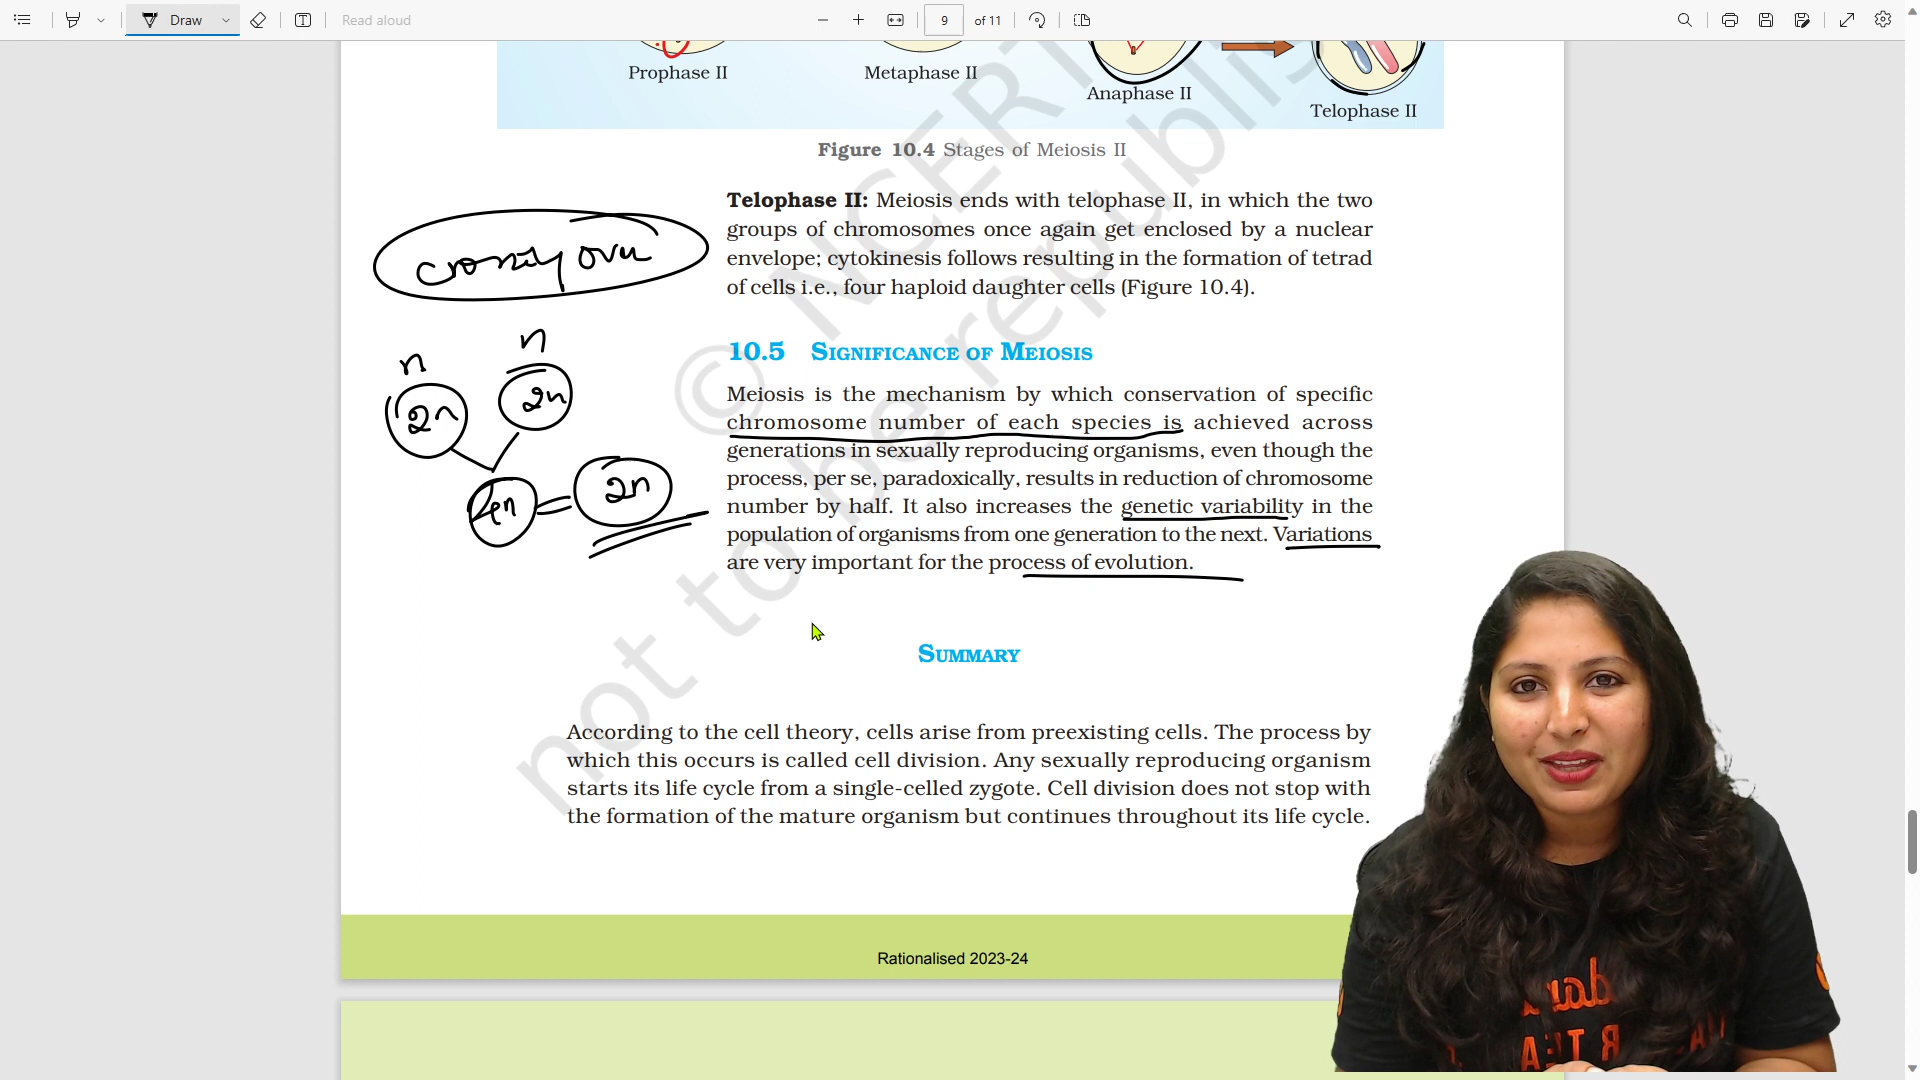 Draw
Read aloud
9
of 11
Prophase II
Metaphase II
Anaphase II
Telophase II
Figure 10.4 Stages of Meiosis II
Telophase II: Meiosis ends with telophase II, in which the two
groups of chromosomes once again get enclosed by a nuclear
envelope; cytokinesis follows resulting in the formation of tetrad
of cells i.e., four haploid daughter cells (Figure 10.4).
n
n
2n
2n
4n
2n
10.5 SIGNIFICANCE OF MEIOSIS
Meiosis is the mechanism by which conservation of specific
chromosome number of each species is achieved across
generations in sexually reproducing organisms, even though the
process, per se, paradoxically, results in reduction of chromosome
number by half. It also increases the genetic variability in the
population of organisms from one generation to the next. Variations
are very important for the process of evolution.
SUMMARY
According to the cell theory, cells arise from preexisting cells. The process by
which this occurs is called cell division. Any sexually reproducing organism
starts its life cycle from a single-celled zygote. Cell division does not stop with
the formation of the mature organism but continues throughout its life cycle.
Rationalised 2023-24
© NCERT
not to be republis